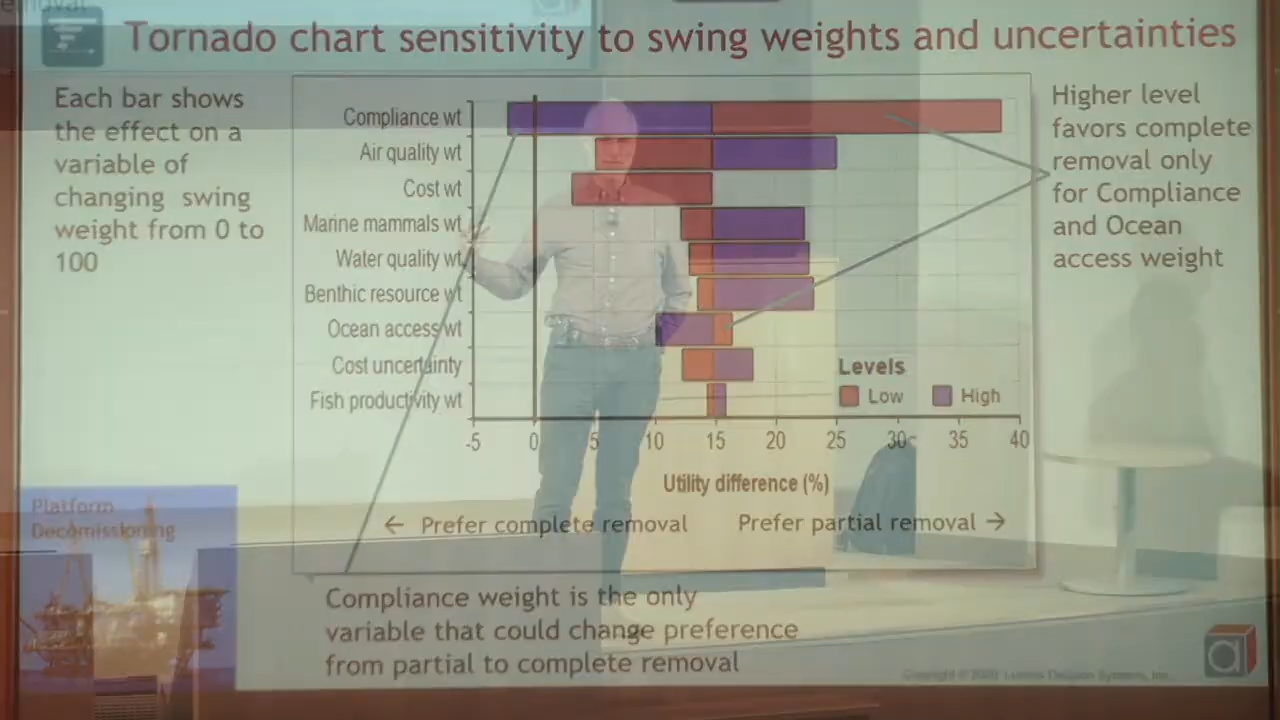 Tornado chart sensitivity to swing weights and uncertainties
Each bar shows
the effect on a
variable of
changing swing
weight from 0 to
100
Compliance wt
Air quality wt
Cost wt
Marine mammals wt
Water quality wt
Benthic resource wt
Ocean access wt
Cost uncertainty
Fish productivity wt
Levels
Low High
-5 0 5 10 15 20 25 30 35 40
Utility difference (%)
← Prefer complete removal Prefer partial removal →
Higher level
favors complete
removal only
for Compliance
and Ocean
access weight
Platform
Decomissioning
Compliance weight is the only
variable that could change preference
from partial to complete removal